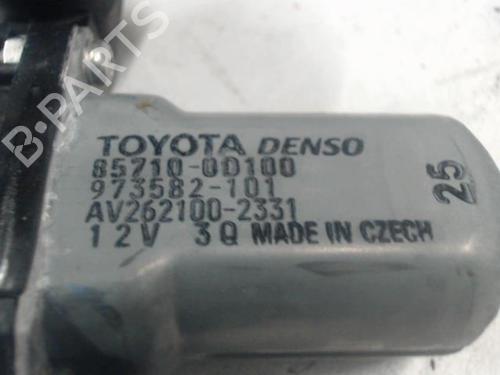 TOYOTA DENSO
85710-0D100
973582-101
AV262100-2331
12V 3Q MADE IN CZECH
25
B-PARTS